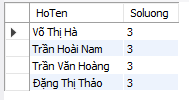 HoTen Soluong
Võ Thị Hà 3
Trần Hoài Nam 3
Trần Văn Hoàng 3
Đặng Thị Thảo 3